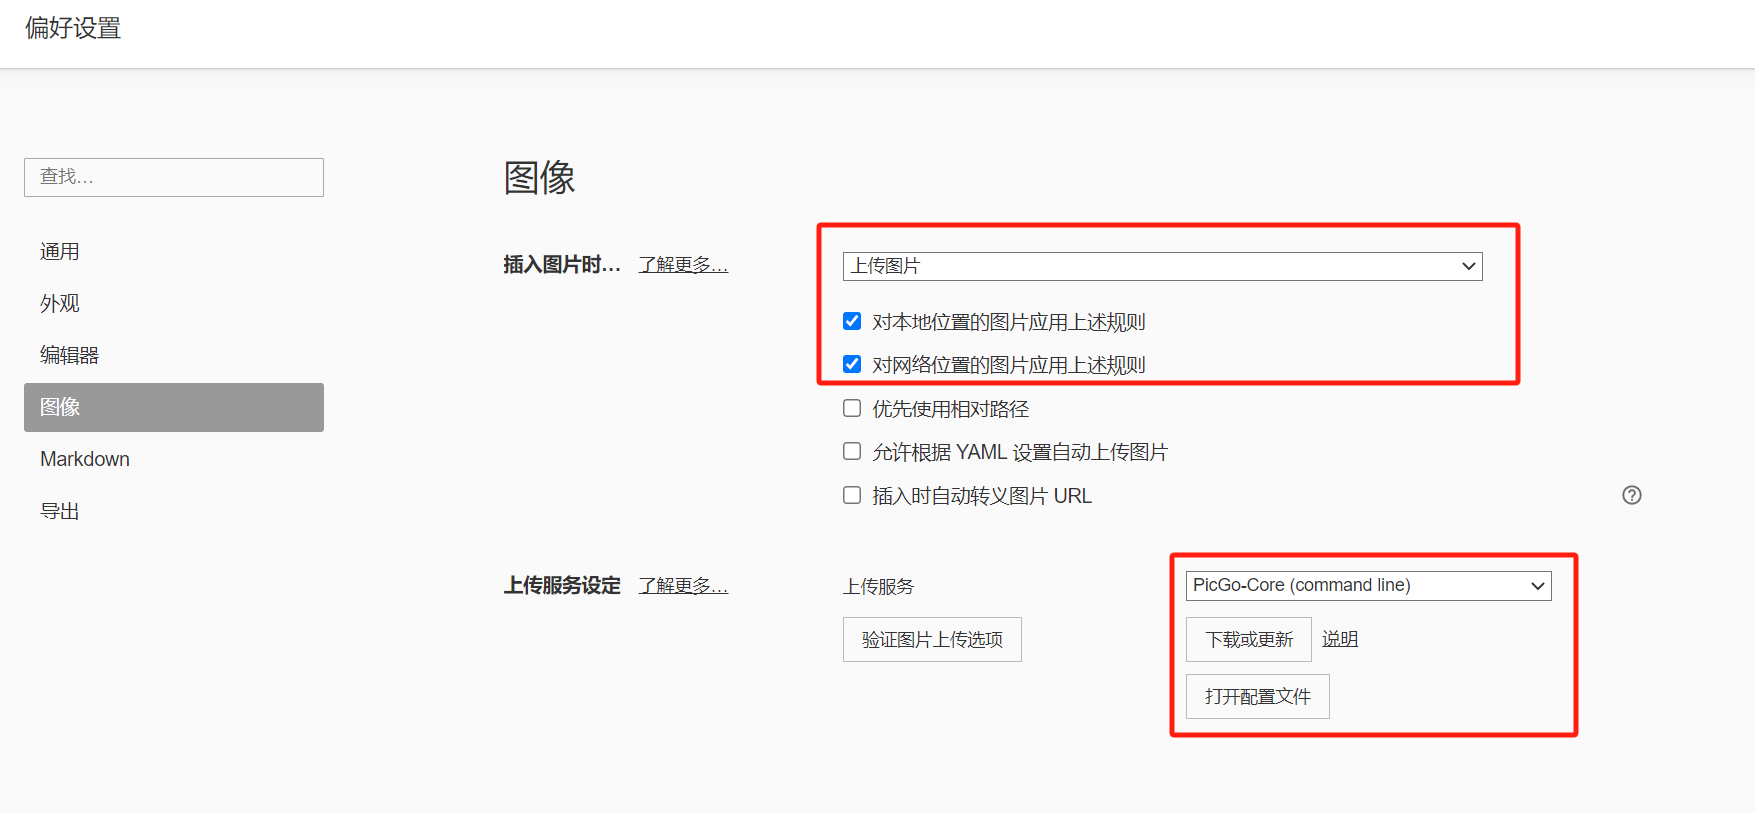 偏好设置
查找...
通用
外观
编辑器
图像
Markdown
导出
图像
插入图片时... 了解更多... 上传图片
对本地位置的图片应用上述规则
对网络位置的图片应用上述规则
优先使用相对路径
允许根据 YAML 设置自动上传图片
插入时自动转义图片 URL
上传服务设定 了解更多... 上传服务 PicGo-Core (command line)
验证图片上传选项 下载或更新 说明
打开配置文件